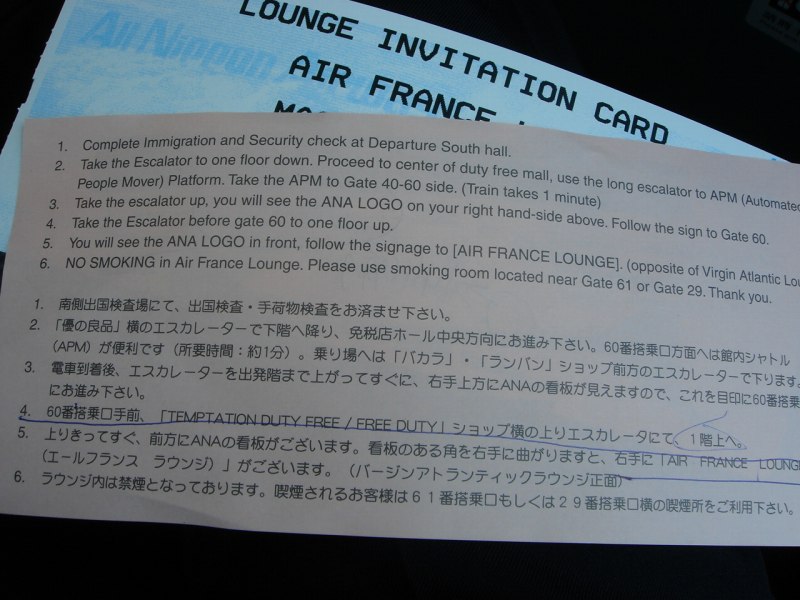 All Nippon
LOUNGE INVITATION CARD
AIR FRANCE
1. Complete Immigration and Security check at Departure South hall.
2. Take the Escalator to one floor down. Proceed to center of duty free mall, use the long escalator to APM (Automated
People Mover) Platform. Take the APM to Gate 40-60 side. (Train takes 1 minute)
3. Take the escalator up, you will see the ANA LOGO on your right hand-side above. Follow the sign to Gate 60.
4. Take the Escalator before gate 60 to one floor up.
5. You will see the ANA LOGO in front, follow the signage to [AIR FRANCE LOUNGE]. (opposite of Virgin Atlantic Lou
6. NO SMOKING in Air France Lounge. Please use smoking room located near Gate 61 or Gate 29. Thank you.
1. 南側出国検査場にて、出国検査・手荷物検査をお済ませ下さい。
2. 「優の良品」横のエスカレーターで下階へ降り、免税店ホール中央方向にお進み下さい。60番搭乗口方面へは館内シャトル
(APM) が便利です（所要時間：約1分）。乗り場へは「バカラ」・「ランバン」ショップ前方のエスカレーターで下ります。
3. 電車到着後、エスカレーターを出発階まで上がってすぐに、右手上方にANAの看板が見えますので、これを目印に60番搭
にお進み下さい。
4. 60番搭乗口手前、「TEMPTATION DUTY FREE / FREE DUTY」ショップ横の上りエスカレータにて、1階上へ。
5. 上りきってすぐ、前方にANAの看板がございます。看板のある角を右手に曲がりますと、右手に「AIR FRANCE LOUNG
（エールフランス ラウンジ）」がございます。（バージンアトランティックラウンジ正面）
6. ラウンジ内は禁煙となっております。喫煙されるお客様は６１番搭乗口もしくは２９番搭乗口横の喫煙所をご利用下さい。